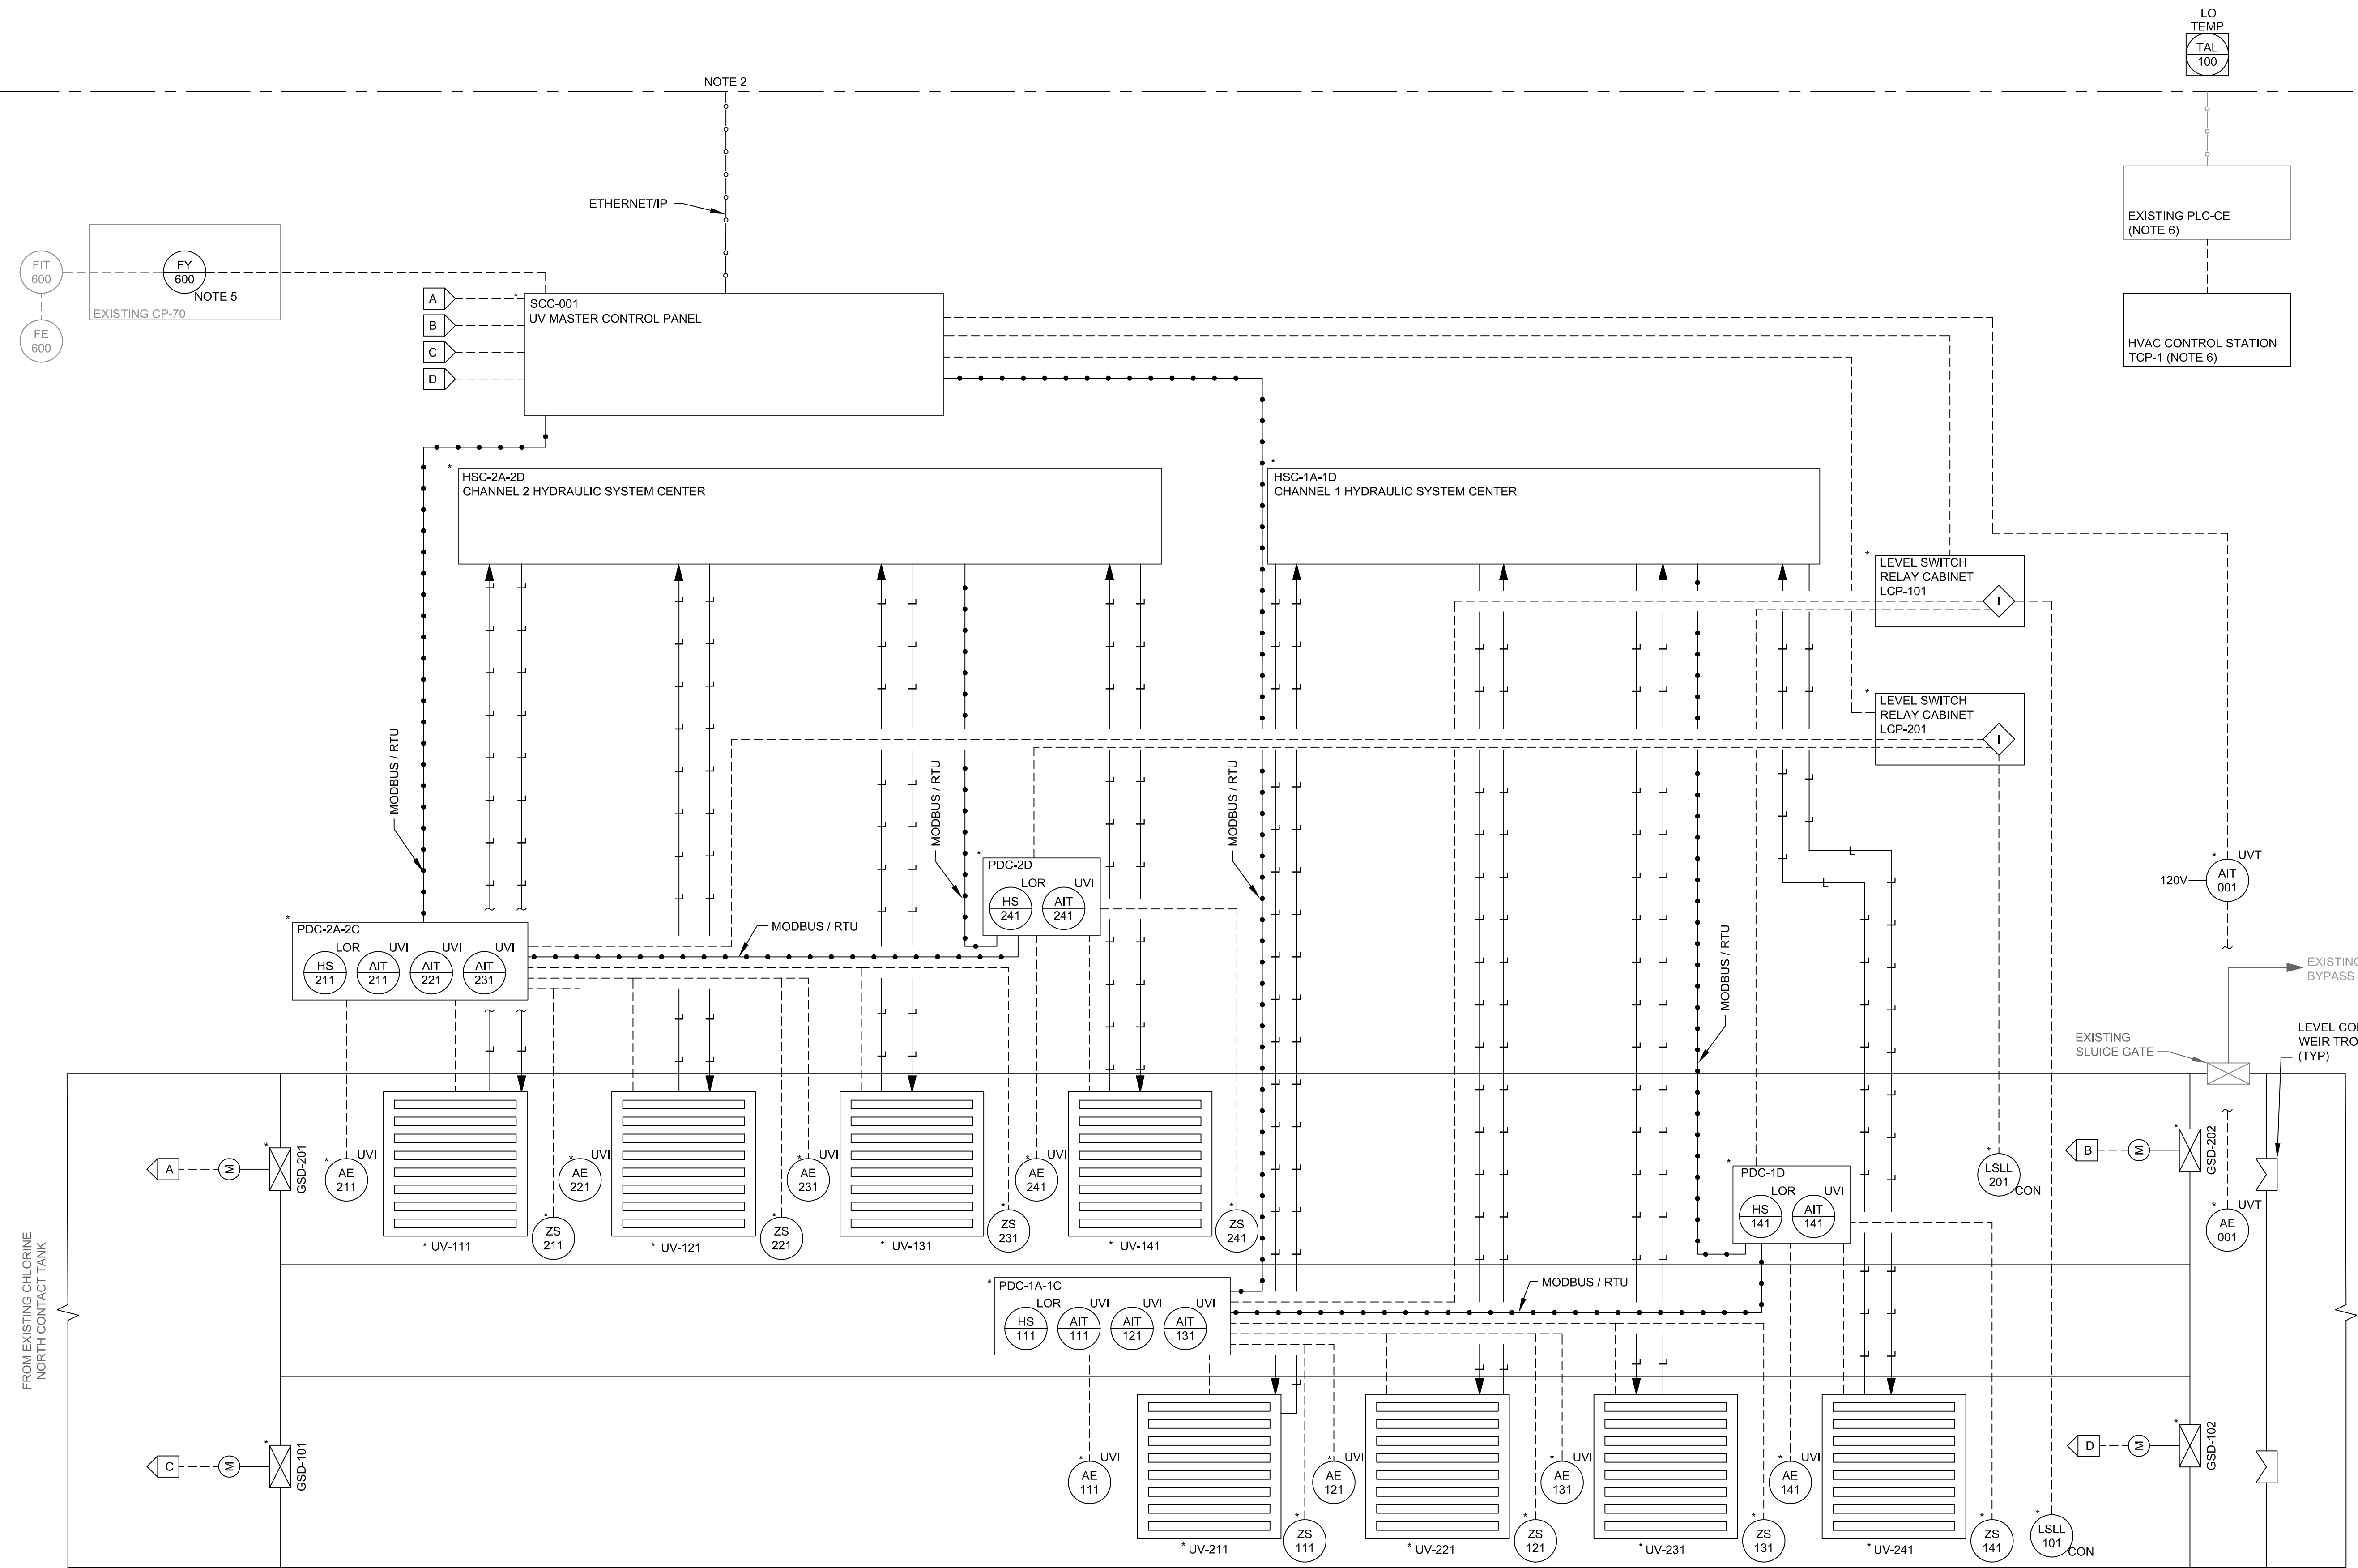 LO
TEMP
TAL
100
NOTE 2
ETHERNET/IP
EXISTING PLC-CE
(NOTE 6)
HVAC CONTROL STATION
TCP-1 (NOTE 6)
FIT
600
FE
600
FY
600
NOTE 5
EXISTING CP-70
A
B
C
D
*
SCC-001
UV MASTER CONTROL PANEL
*
HSC-2A-2D
CHANNEL 2 HYDRAULIC SYSTEM CENTER
*
HSC-1A-1D
CHANNEL 1 HYDRAULIC SYSTEM CENTER
*
LEVEL SWITCH
RELAY CABINET
LCP-101
I
*
LEVEL SWITCH
RELAY CABINET
LCP-201
I
MODBUS / RTU
MODBUS / RTU
MODBUS / RTU
MODBUS / RTU
*
PDC-2D
LOR
UVI
HS
241
AIT
241
120V
*
UVT
AIT
001
*
PDC-2A-2C
LOR
UVI
UVI
UVI
HS
211
AIT
211
AIT
221
AIT
231
MODBUS / RTU
EXISTING
BYPASS
EXISTING
SLUICE GATE
LEVEL CO
WEIR TRO
(TYP)
A
M
*
GSD-201
*
UVI
AE
211
* UV-111
*
ZS
211
*
UVI
AE
221
* UV-121
*
ZS
221
*
UVI
AE
231
* UV-131
*
ZS
231
*
UVI
AE
241
* UV-141
*
ZS
241
*
PDC-1D
LOR
UVI
HS
141
AIT
141
*
LSLL
201
CON
B
M
*
GSD-202
*
UVT
AE
001
FROM EXISTING CHLORINE
NORTH CONTACT TANK
*
PDC-1A-1C
LOR
UVI
UVI
UVI
HS
111
AIT
111
AIT
121
AIT
131
MODBUS / RTU
C
M
*
GSD-101
*
UVI
AE
111
* UV-211
*
ZS
111
*
UVI
AE
121
* UV-221
*
ZS
121
*
UVI
AE
131
* UV-231
*
ZS
131
*
UVI
AE
141
* UV-241
*
ZS
141
*
LSLL
101
CON
D
M
*
GSD-102